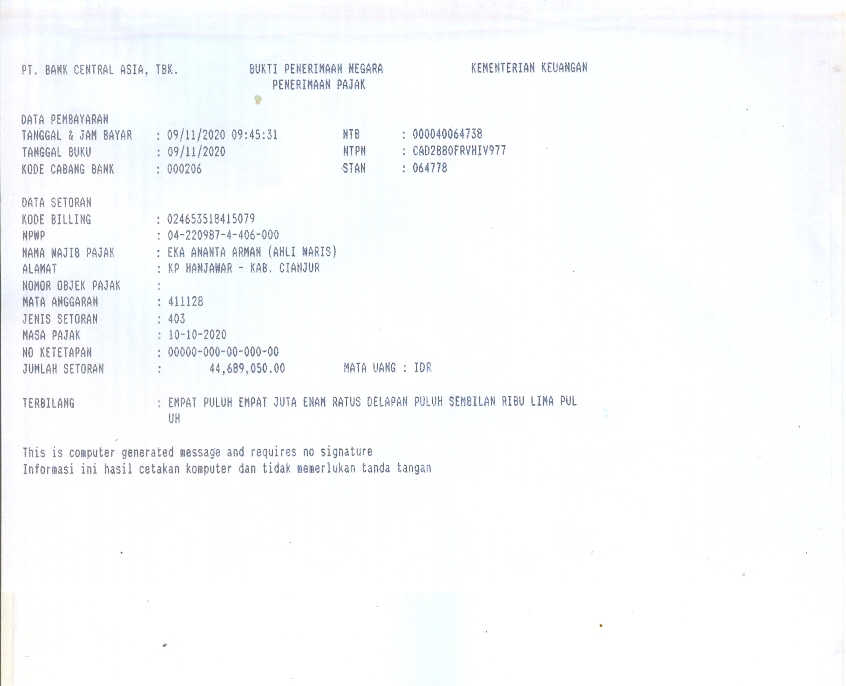 PT. BANK CENTRAL ASIA, TBK. BUKTI PENERIMAAN NEGARA KEMENTERIAN KEUANGAN
PENERIMAAN PAJAK
DATA PEMBAYARAN
TANGGAL & JAM BAYAR : 09/11/2020 09:45:31 NTB : 000040064738
TANGGAL BUKU : 09/11/2020 NTPN : CAD2B80FRVHIV977
KODE CABANG BANK : 000206 STAN : 064778
DATA SETORAN
KODE BILLING : 024653518415079
NPWP : 04-220987-4-406-000
NAMA WAJIB PAJAK : EKA ANANTA ARMAN (AHLI WARIS)
ALAMAT : KP HANJAWAR - KAB. CIANJUR
NOMOR OBJEK PAJAK :
MATA ANGGARAN : 411128
JENIS SETORAN : 403
MASA PAJAK : 10-10-2020
NO KETETAPAN : 00000-000-00-000-00
JUMLAH SETORAN : 44,689,050.00 MATA UANG : IDR
TERBILANG : EMPAT PULUH EMPAT JUTA ENAM RATUS DELAPAN PULUH SEMBILAN RIBU LIMA PUL
UH
This is computer generated message and requires no signature
Informasi ini hasil cetakan komputer dan tidak memerlukan tanda tangan